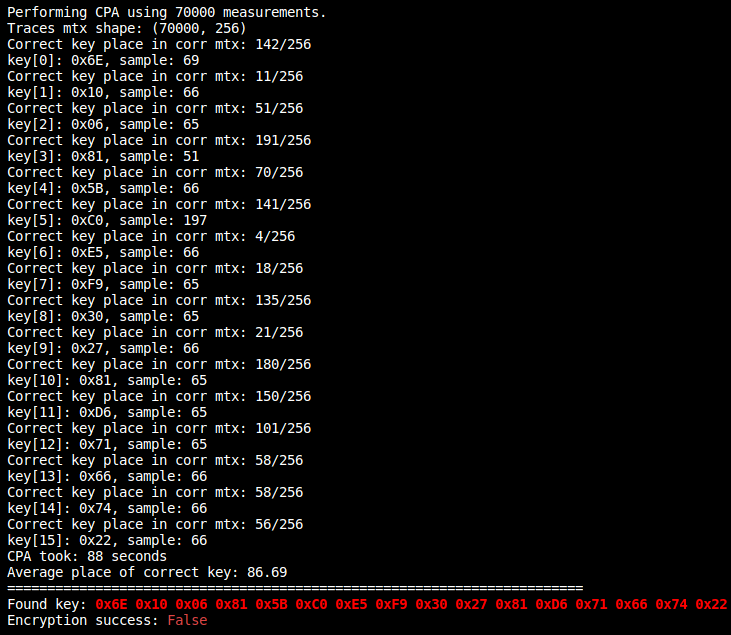 Performing CPA using 70000 measurements.
Traces mtx shape: (70000, 256)
Correct key place in corr mtx: 142/256
key[0]: 0x6E, sample: 69
Correct key place in corr mtx: 11/256
key[1]: 0x10, sample: 66
Correct key place in corr mtx: 51/256
key[2]: 0x06, sample: 65
Correct key place in corr mtx: 191/256
key[3]: 0x81, sample: 51
Correct key place in corr mtx: 70/256
key[4]: 0x5B, sample: 66
Correct key place in corr mtx: 141/256
key[5]: 0xC0, sample: 197
Correct key place in corr mtx: 4/256
key[6]: 0xE5, sample: 66
Correct key place in corr mtx: 18/256
key[7]: 0xF9, sample: 65
Correct key place in corr mtx: 135/256
key[8]: 0x30, sample: 65
Correct key place in corr mtx: 21/256
key[9]: 0x27, sample: 66
Correct key place in corr mtx: 180/256
key[10]: 0x81, sample: 65
Correct key place in corr mtx: 150/256
key[11]: 0xD6, sample: 65
Correct key place in corr mtx: 101/256
key[12]: 0x71, sample: 65
Correct key place in corr mtx: 58/256
key[13]: 0x66, sample: 66
Correct key place in corr mtx: 58/256
key[14]: 0x74, sample: 66
Correct key place in corr mtx: 56/256
key[15]: 0x22, sample: 66
CPA took: 88 seconds
Average place of correct key: 86.69
========================================================================
Found key: 0x6E 0x10 0x06 0x81 0x5B 0xC0 0xE5 0xF9 0x30 0x27 0x81 0xD6 0x71 0x66 0x74 0x22
Encryption success: False